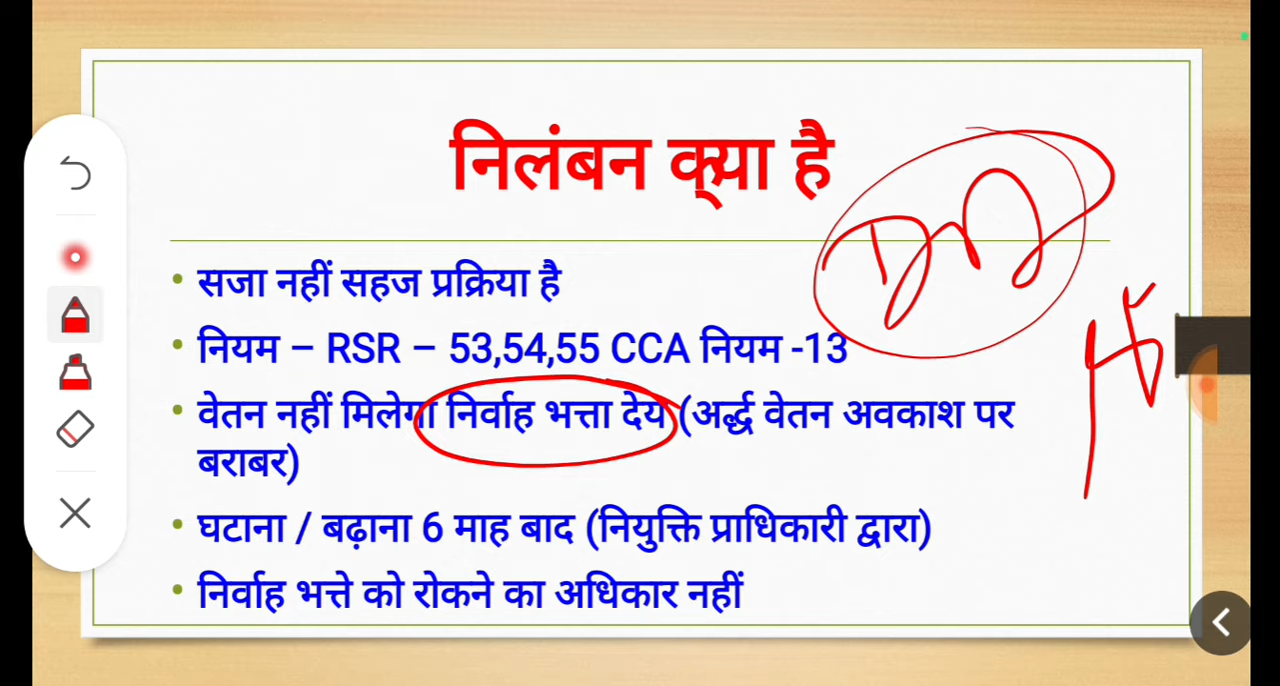 निलंबन क्या है
• सजा नहीं सहज प्रक्रिया है
• नियम – RSR – 53,54,55 CCA नियम -13
• वेतन नहीं मिलेगा निर्वाह भत्ता देय (अर्द्ध वेतन अवकाश पर
बराबर)
• घटाना / बढ़ाना 6 माह बाद (नियुक्ति प्राधिकारी द्वारा)
• निर्वाह भत्ते को रोकने का अधिकार नहीं